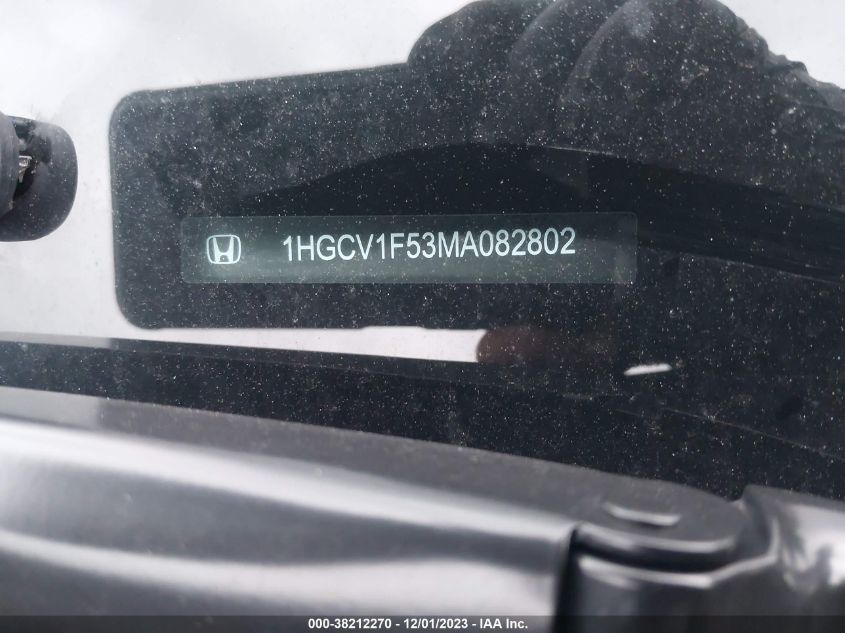 1HGCV1F53MA082802
000-38212270 - 12/01/2023 - IAA Inc.